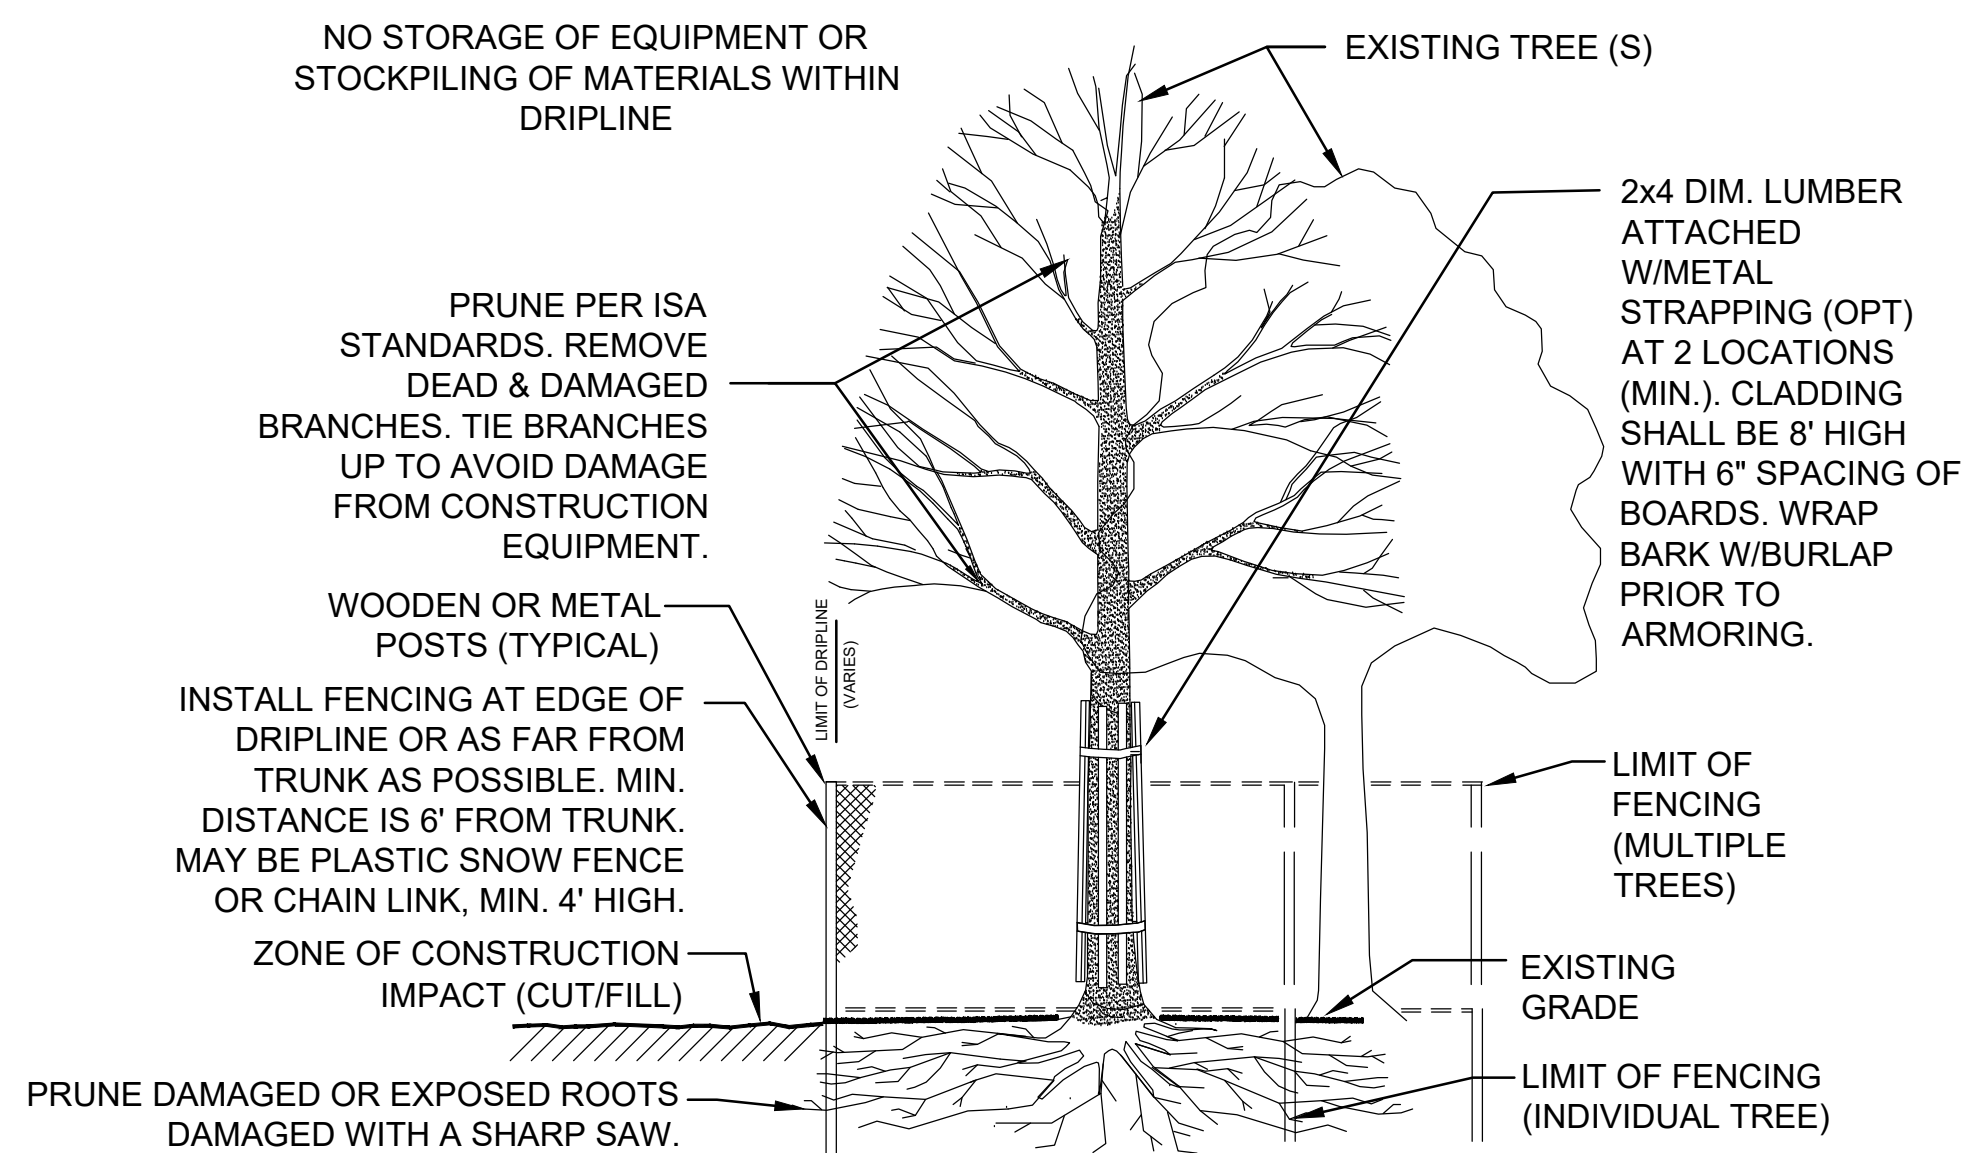 NO STORAGE OF EQUIPMENT OR
STOCKPILING OF MATERIALS WITHIN
DRIPLINE
EXISTING TREE (S)
2x4 DIM. LUMBER
ATTACHED
W/METAL
STRAPPING (OPT)
AT 2 LOCATIONS
(MIN.). CLADDING
SHALL BE 8' HIGH
WITH 6" SPACING OF
BOARDS. WRAP
BARK W/BURLAP
PRIOR TO
ARMORING.
PRUNE PER ISA
STANDARDS. REMOVE
DEAD & DAMAGED
BRANCHES. TIE BRANCHES
UP TO AVOID DAMAGE
FROM CONSTRUCTION
EQUIPMENT.
WOODEN OR METAL
POSTS (TYPICAL)
LIMIT OF DRIPLINE
(VARIES)
INSTALL FENCING AT EDGE OF
DRIPLINE OR AS FAR FROM
TRUNK AS POSSIBLE. MIN.
DISTANCE IS 6' FROM TRUNK.
MAY BE PLASTIC SNOW FENCE
OR CHAIN LINK, MIN. 4' HIGH.
LIMIT OF
FENCING
(MULTIPLE
TREES)
ZONE OF CONSTRUCTION
IMPACT (CUT/FILL)
EXISTING
GRADE
PRUNE DAMAGED OR EXPOSED ROOTS
DAMAGED WITH A SHARP SAW.
LIMIT OF FENCING
(INDIVIDUAL TREE)